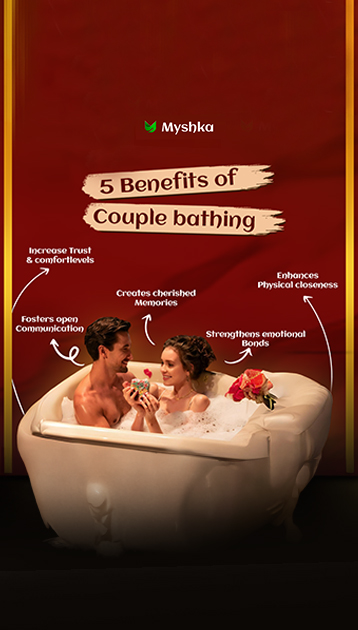 Myshka
5 Benefits of
Couple bathing
Increase Trust
& comfortlevels
Enhances
Physical closeness
Creates cherished
Memories
Fosters open
Communication
Strengthens emotional
Bonds